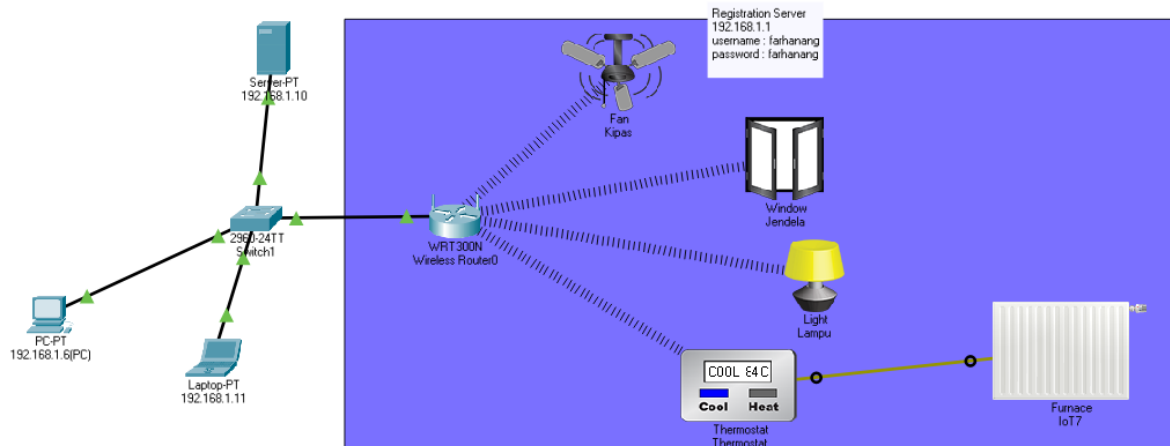 Registration Server
192.168.1.1
username : farhanang
password : farhanang
Server-PT
192.168.1.10
Fan
Kipas
Window
Jendela
2960-24TT
Switch1
WRT300N
Wireless Router0
Light
Lampu
PC-PT
192.168.1.6(PC)
Laptop-PT
192.168.1.11
COOL
Cool Heat
Thermostat
Thermostat
Furnace
IoT7